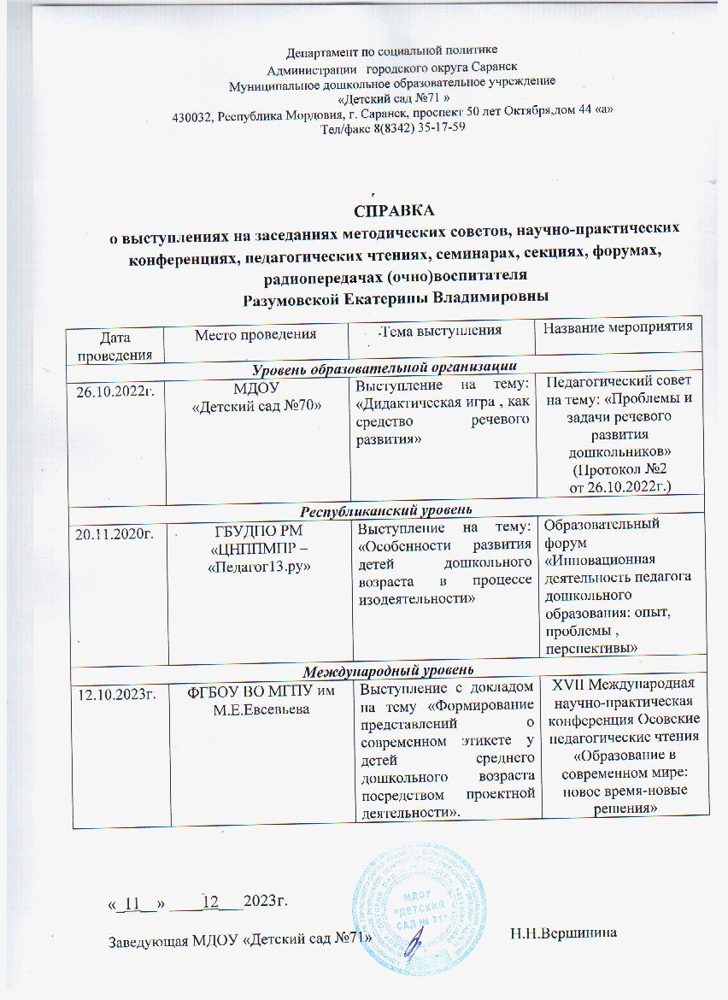 Департамент по социальной политике
Администрации городского округа Саранск
Муниципальное дошкольное образовательное учреждение
«Детский сад №71 »
430032, Республика Мордовия, г. Саранск, проспект 50 лет Октября,дом 44 «а»
Тел/факс 8(8342) 35-17-59
СПРАВКА
о выступлениях на заседаниях методических советов, научно-практических
конференциях, педагогических чтениях, семинарах, секциях, форумах,
радиопередачах (очно)воспитателя
Разумовской Екатерины Владимировны
Дата
проведения
Место проведения
Тема выступления
Название мероприятия
Уровень образовательной организации
26.10.2022г.
МДОУ
«Детский сад №70»
Выступление на тему:
«Дидактическая игра , как
средство речевого
развития»
Педагогический совет
на тему: «Проблемы и
задачи речевого
развития
дошкольников»
(Протокол №2
от 26.10.2022г.)
Республиканский уровень
20.11.2020г.
ГБУДПО РМ
«ЦНППМПР –
«Педагог13.ру»
Выступление на тему:
«Особенности развития
детей дошкольного
возраста в процессе
изодеятельности»
Образовательный
форум
«Инновационная
деятельность педагога
дошкольного
образования: опыт,
проблемы ,
перспективы»
Международный уровень
12.10.2023г.
ФГБОУ ВО МГПУ им
М.Е.Евсевьева
Выступление с докладом
на тему «Формирование
представлений о
современном этикете у
детей среднего
дошкольного возраста
посредством проектной
деятельности».
XVII Международная
научно-практическая
конференция Осовские
педагогические чтения
«Образование в
современном мире:
новое время-новые
решения»
«_11__» ____12___2023г.
МДОУ
"ДЕТСКИЙ
САД № 71"
Заведующая МДОУ «Детский сад №71» Н.Н.Вершинина